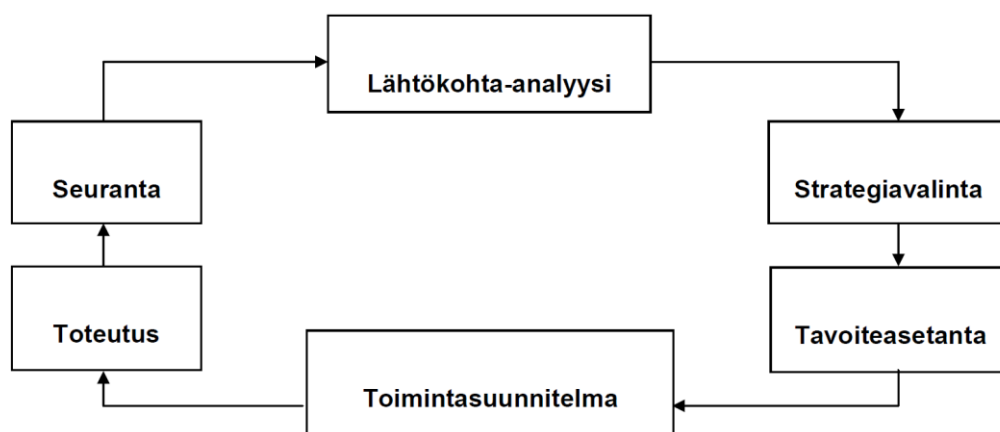 Lähtökohta-analyysi
Seuranta
Strategiavalinta
Toteutus
Tavoiteasetanta
Toimintasuunnitelma